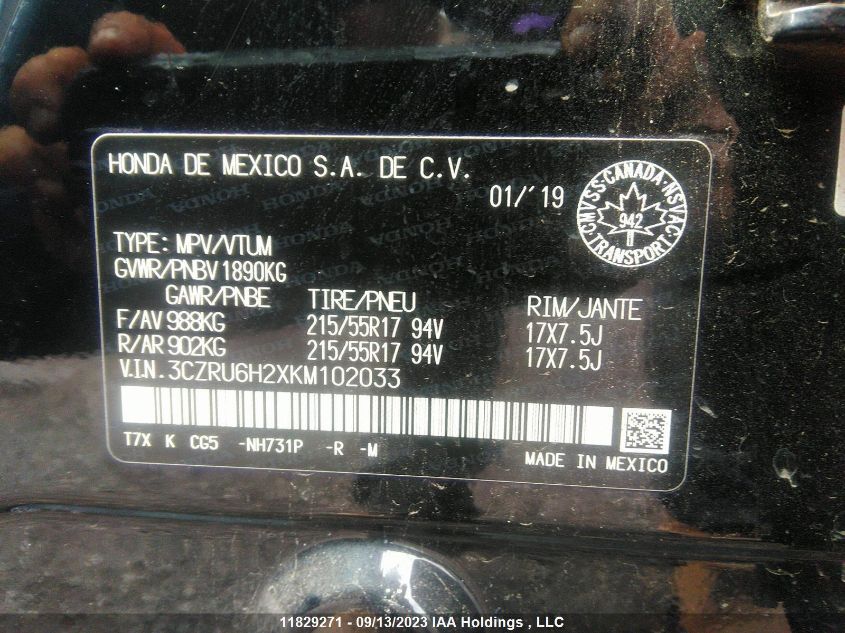 HONDA DE MEXICO S.A. DE C.V.
01/'19
CMVSS·CANADA·NSVAC
942
TRANSPORT
TYPE: MPV/VTUM
GVWR/PNBV 1890KG
GAWR/PNBE TIRE/PNEU RIM/JANTE
F/AV 988KG 215/55R17 94V 17X7.5J
R/AR 902KG 215/55R17 94V 17X7.5J
V.I.N. 3CZRU6H2XKM102033
T7X K CG5 -NH731P -R -M
MADE IN MEXICO
11829271 - 09/13/2023 IAA Holdings , LLC